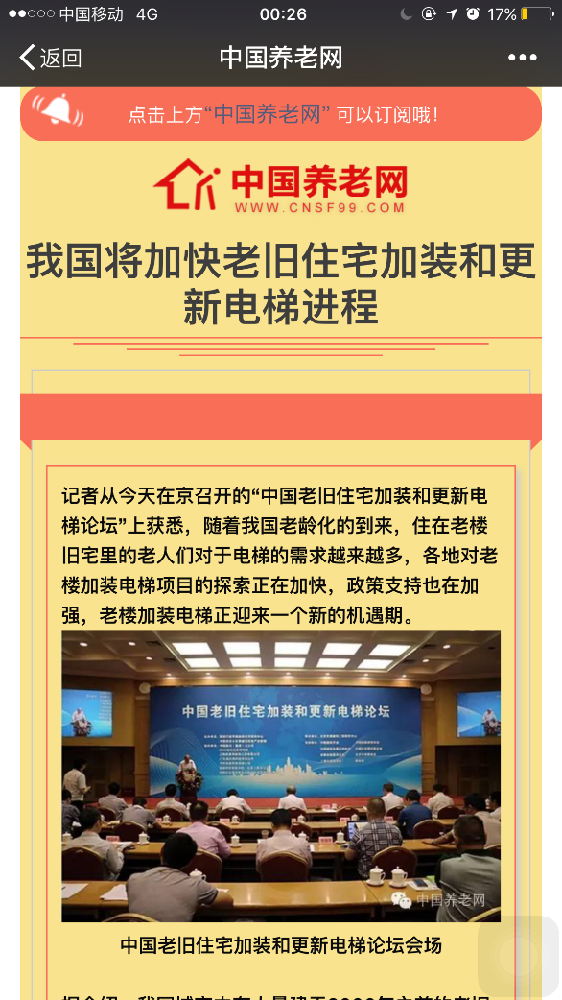 中国移动 4G 00:26 17%
返回 中国养老网
点击上方“中国养老网” 可以订阅哦！
中国养老网
WWW.CNSF99.COM
我国将加快老旧住宅加装和更
新电梯进程
记者从今天在京召开的“中国老旧住宅加装和更新电
梯论坛”上获悉，随着我国老龄化的到来，住在老楼
旧宅里的老人们对于电梯的需求越来越多，各地对老
楼加装电梯项目的探索正在加快，政策支持也在加
强，老楼加装电梯正迎来一个新的机遇期。
中国老旧住宅加装和更新电梯论坛
中国养老网
中国老旧住宅加装和更新电梯论坛会场